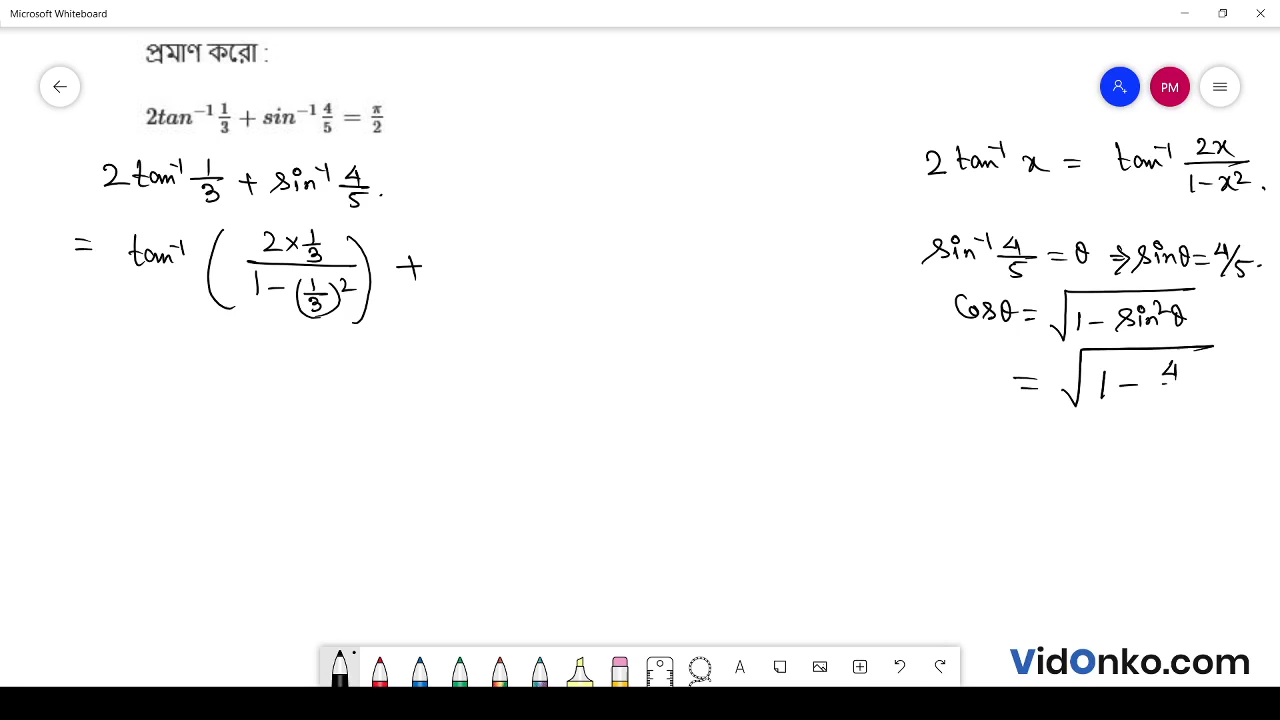 Microsoft Whiteboard
প্রমাণ করো :
2tan⁻¹ 1/3 + sin⁻¹ 4/5 = π/2
PM
2 tan⁻¹ 1/3 + sin⁻¹ 4/5 .
= tan⁻¹ ( (2 × 1/3) / (1 - (1/3)²) ) +
2 tan⁻¹ x = tan⁻¹ 2x/(1 - x²) .
sin⁻¹ 4/5 = θ ⇒ sinθ = 4/5 .
Cosθ = √(1 - sin²θ)
= √(1 - 4
A
VidOnko.com